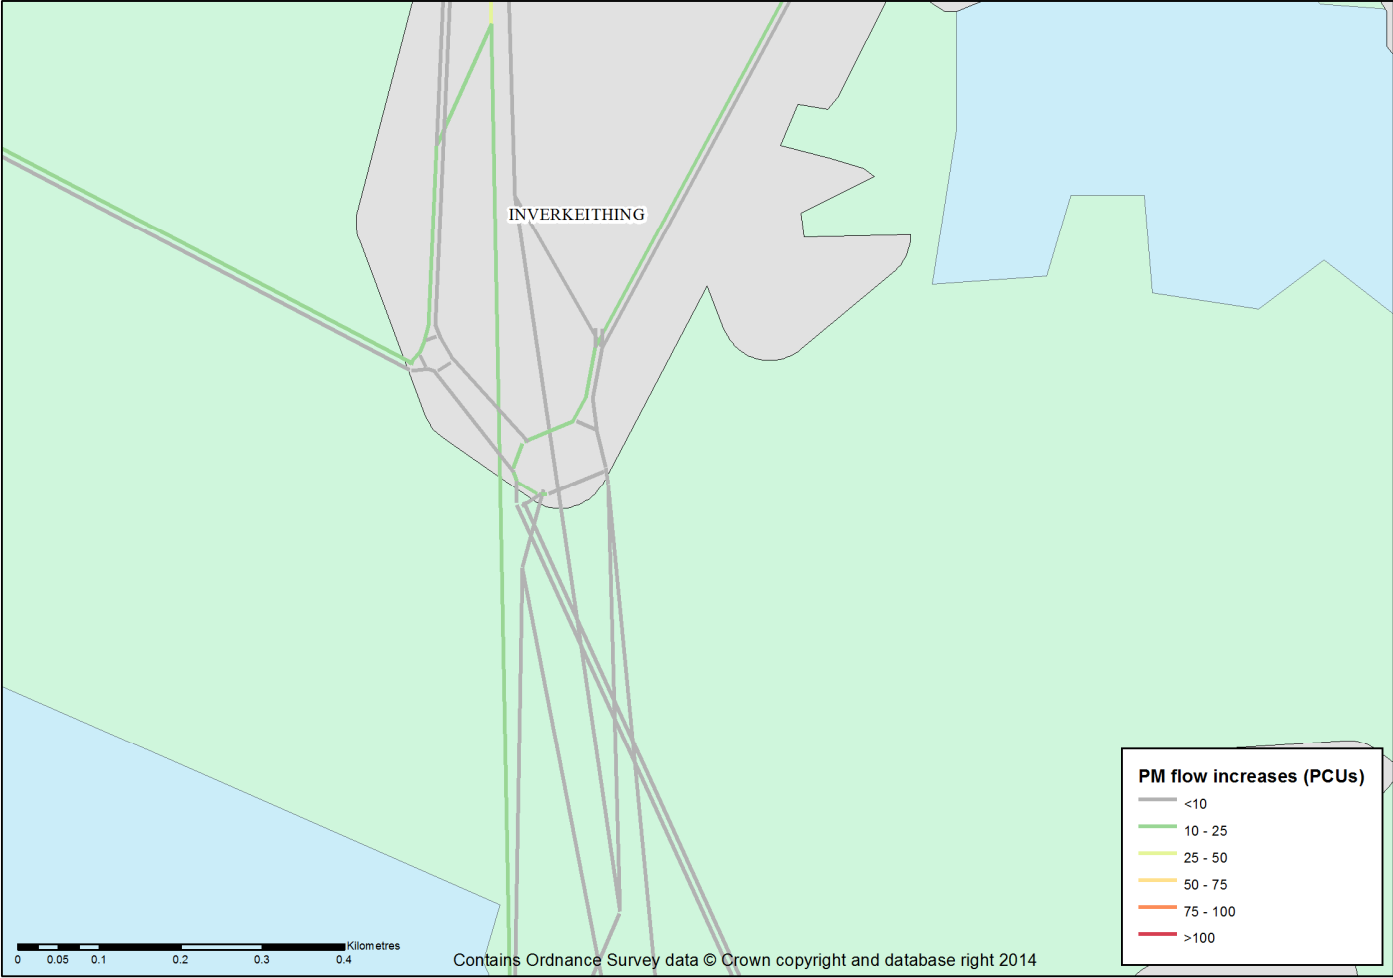 INVERKEITHING
PM flow increases (PCUs)
<10
10 - 25
25 - 50
50 - 75
75 - 100
>100
Kilometres
0 0.05 0.1 0.2 0.3 0.4
Contains Ordnance Survey data © Crown copyright and database right 2014